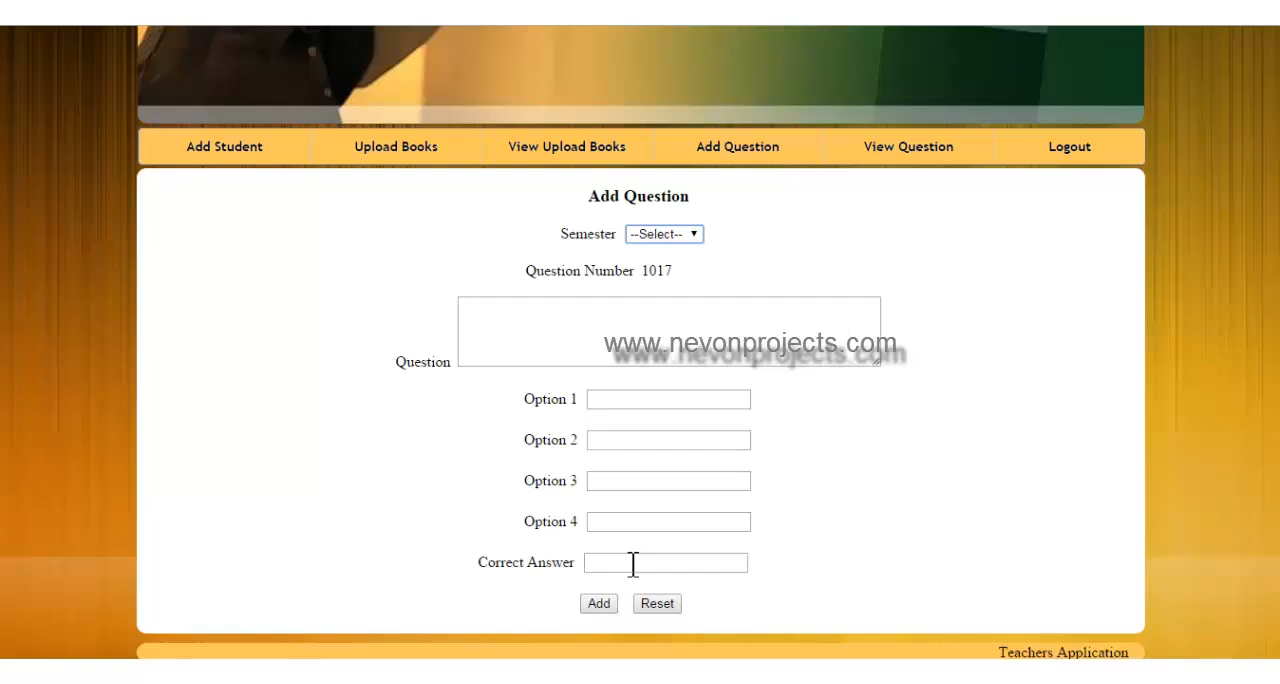 Add Student Upload Books View Upload Books Add Question View Question Logout
Add Question
Semester --Select--
Question Number 1017
www.nevonprojects.com
Question
Option 1
Option 2
Option 3
Option 4
Correct Answer
Add Reset
Teachers Application